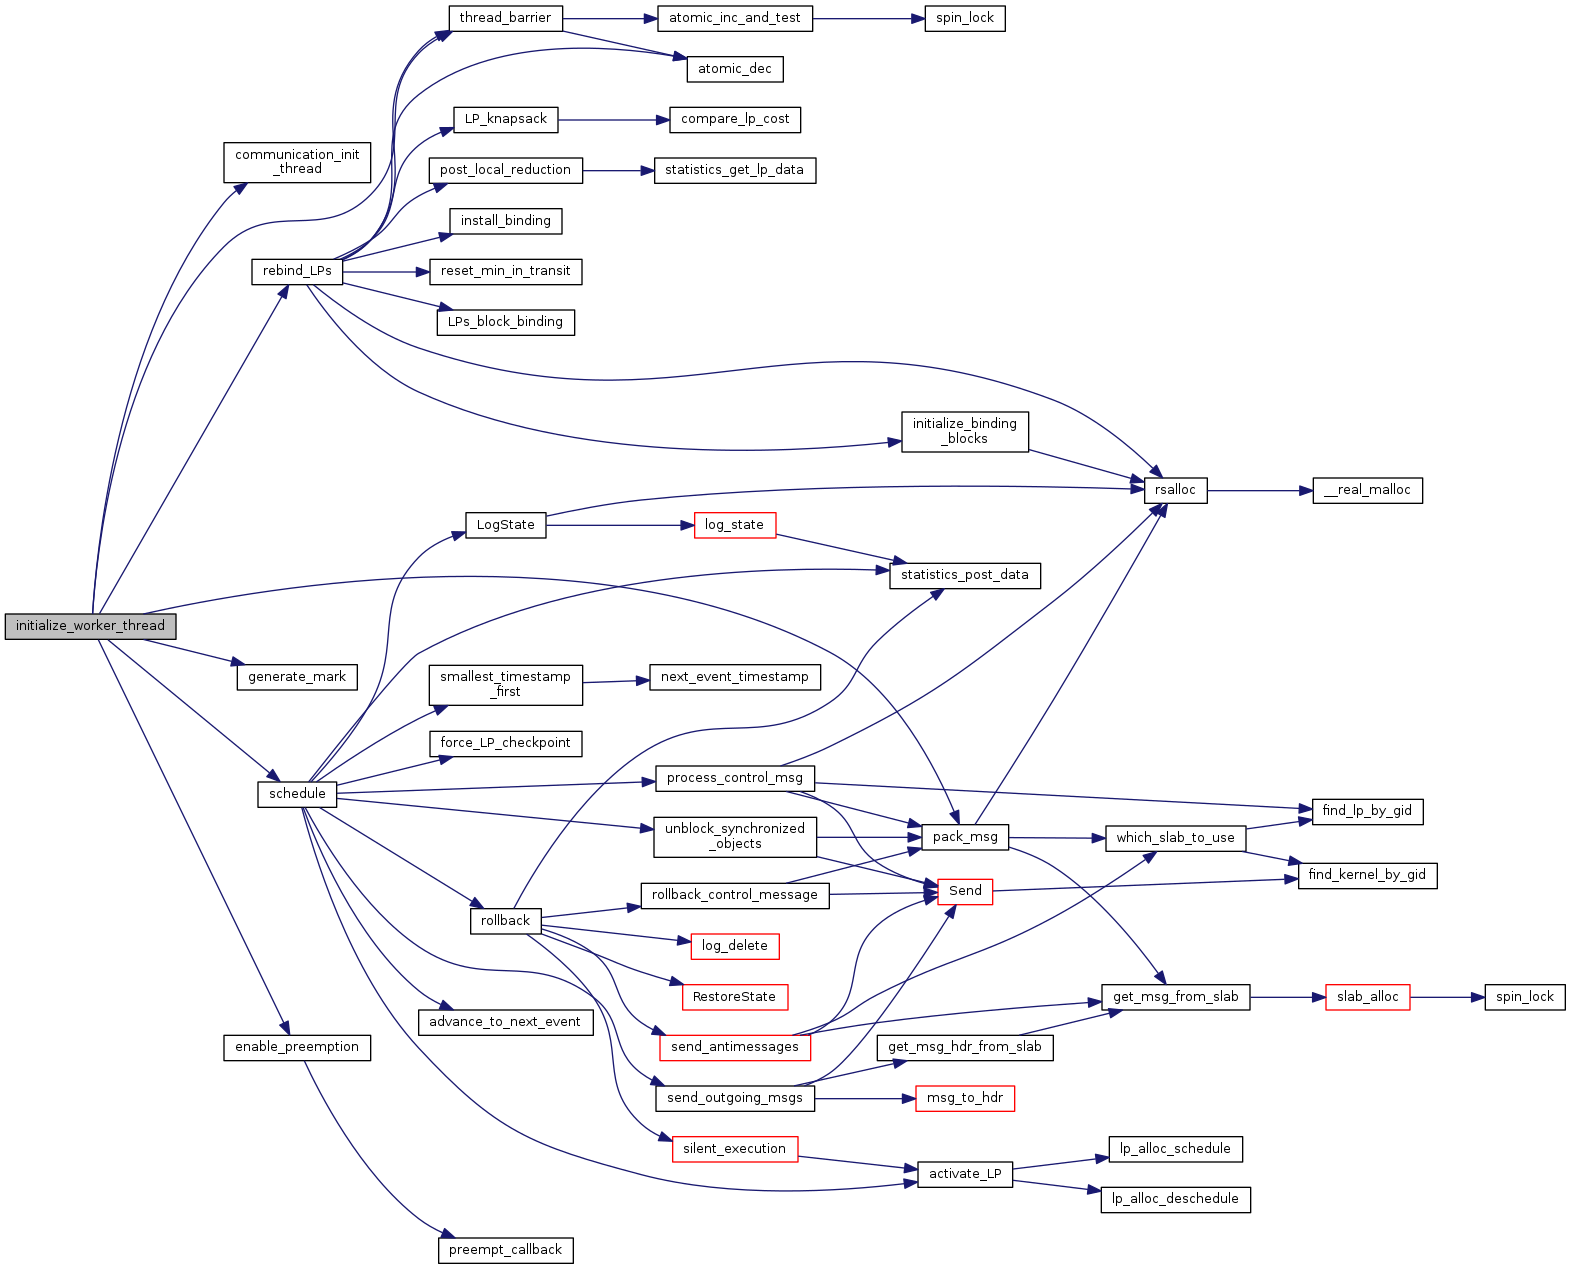 thread_barrier
atomic_inc_and_test
spin_lock
atomic_dec
LP_knapsack
compare_lp_cost
communication_init
_thread
post_local_reduction
statistics_get_lp_data
install_binding
rebind_LPs
reset_min_in_transit
LPs_block_binding
initialize_binding
_blocks
rsalloc
__real_malloc
LogState
log_state
statistics_post_data
initialize_worker_thread
generate_mark
smallest_timestamp
_first
next_event_timestamp
force_LP_checkpoint
schedule
process_control_msg
find_lp_by_gid
unblock_synchronized
_objects
pack_msg
which_slab_to_use
find_kernel_by_gid
rollback_control_message
Send
rollback
log_delete
RestoreState
get_msg_from_slab
slab_alloc
spin_lock
advance_to_next_event
enable_preemption
send_antimessages
get_msg_hdr_from_slab
send_outgoing_msgs
msg_to_hdr
silent_execution
lp_alloc_schedule
activate_LP
lp_alloc_deschedule
preempt_callback